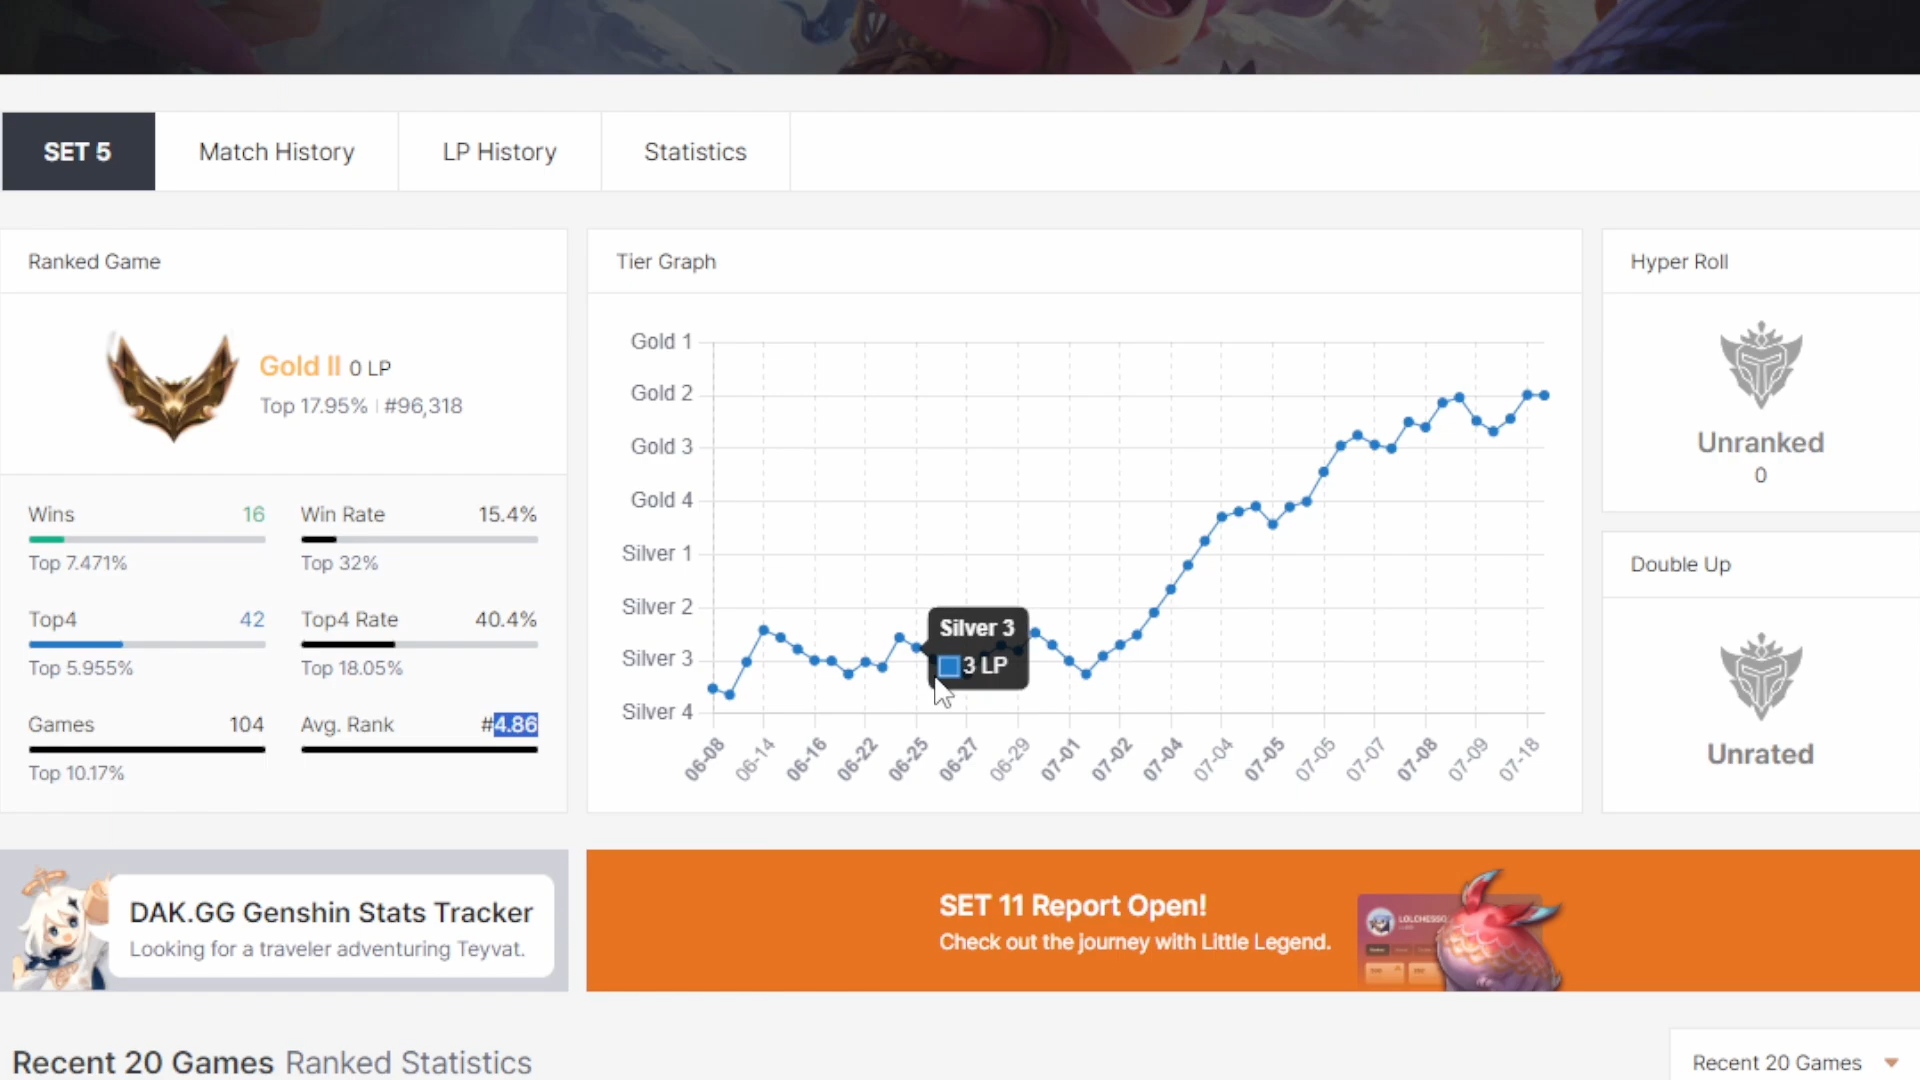 SET 5
Match History
LP History
Statistics
Ranked Game
Gold II 0 LP
Top 17.95% | #96,318
Wins 16
Top 7.471%
Win Rate 15.4%
Top 32%
Top4 42
Top 5.955%
Top4 Rate 40.4%
Top 18.05%
Games 104
Top 10.17%
Avg. Rank #4.86
Tier Graph
Gold 1
Gold 2
Gold 3
Gold 4
Silver 1
Silver 2
Silver 3
Silver 4
Silver 3
3 LP
06-08
06-14
06-16
06-22
06-25
06-27
06-29
07-01
07-02
07-04
07-04
07-05
07-05
07-07
07-08
07-09
07-18
Hyper Roll
Unranked
0
Double Up
Unrated
DAK.GG Genshin Stats Tracker
Looking for a traveler adventuring Teyvat.
SET 11 Report Open!
Check out the journey with Little Legend.
Recent 20 Games Ranked Statistics
Recent 20 Games